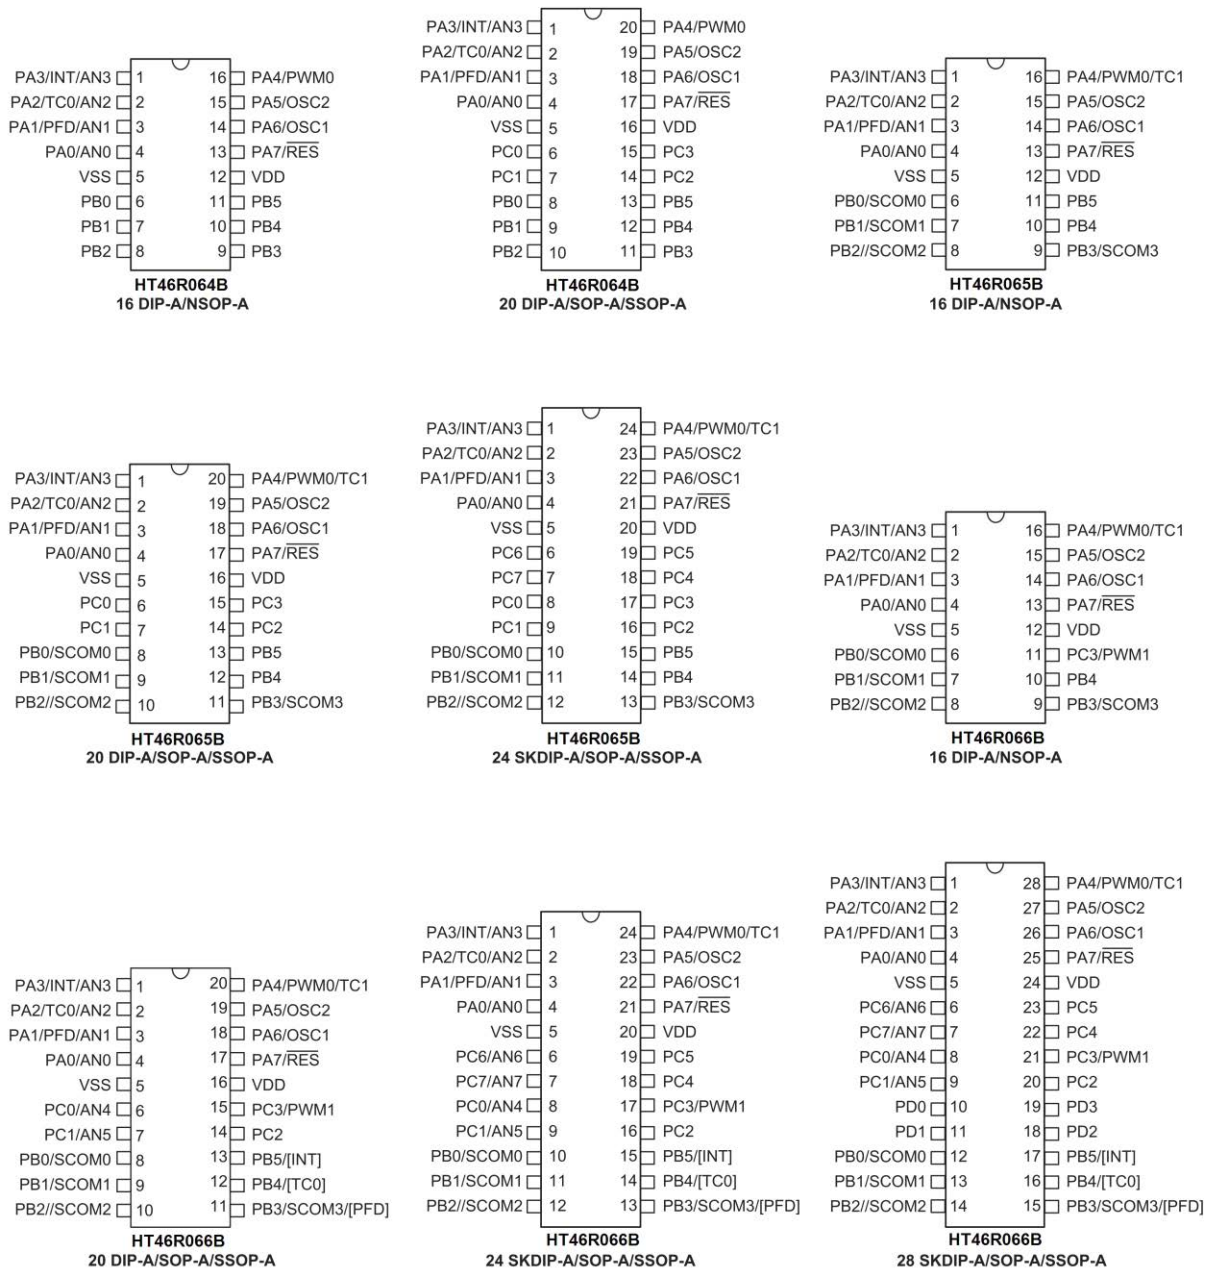 PA3/INT/AN3 1 16 PA4/PWM0
PA2/TC0/AN2 2 15 PA5/OSC2
PA1/PFD/AN1 3 14 PA6/OSC1
PA0/AN0 4 13 PA7/RES
VSS 5 12 VDD
PB0 6 11 PB5
PB1 7 10 PB4
PB2 8 9 PB3
HT46R064B
16 DIP-A/NSOP-A
PA3/INT/AN3 1 20 PA4/PWM0
PA2/TC0/AN2 2 19 PA5/OSC2
PA1/PFD/AN1 3 18 PA6/OSC1
PA0/AN0 4 17 PA7/RES
VSS 5 16 VDD
PC0 6 15 PC3
PC1 7 14 PC2
PB0 8 13 PB5
PB1 9 12 PB4
PB2 10 11 PB3
HT46R064B
20 DIP-A/SOP-A/SSOP-A
PA3/INT/AN3 1 16 PA4/PWM0/TC1
PA2/TC0/AN2 2 15 PA5/OSC2
PA1/PFD/AN1 3 14 PA6/OSC1
PA0/AN0 4 13 PA7/RES
VSS 5 12 VDD
PB0/SCOM0 6 11 PB5
PB1/SCOM1 7 10 PB4
PB2//SCOM2 8 9 PB3/SCOM3
HT46R065B
16 DIP-A/NSOP-A
PA3/INT/AN3 1 20 PA4/PWM0/TC1
PA2/TC0/AN2 2 19 PA5/OSC2
PA1/PFD/AN1 3 18 PA6/OSC1
PA0/AN0 4 17 PA7/RES
VSS 5 16 VDD
PC0 6 15 PC3
PC1 7 14 PC2
PB0/SCOM0 8 13 PB5
PB1/SCOM1 9 12 PB4
PB2//SCOM2 10 11 PB3/SCOM3
HT46R065B
20 DIP-A/SOP-A/SSOP-A
PA3/INT/AN3 1 24 PA4/PWM0/TC1
PA2/TC0/AN2 2 23 PA5/OSC2
PA1/PFD/AN1 3 22 PA6/OSC1
PA0/AN0 4 21 PA7/RES
VSS 5 20 VDD
PC6 6 19 PC5
PC7 7 18 PC4
PC0 8 17 PC3
PC1 9 16 PC2
PB0/SCOM0 10 15 PB5
PB1/SCOM1 11 14 PB4
PB2//SCOM2 12 13 PB3/SCOM3
HT46R065B
24 SKDIP-A/SOP-A/SSOP-A
PA3/INT/AN3 1 16 PA4/PWM0/TC1
PA2/TC0/AN2 2 15 PA5/OSC2
PA1/PFD/AN1 3 14 PA6/OSC1
PA0/AN0 4 13 PA7/RES
VSS 5 12 VDD
PB0/SCOM0 6 11 PC3/PWM1
PB1/SCOM1 7 10 PB4
PB2//SCOM2 8 9 PB3/SCOM3
HT46R066B
16 DIP-A/NSOP-A
PA3/INT/AN3 1 20 PA4/PWM0/TC1
PA2/TC0/AN2 2 19 PA5/OSC2
PA1/PFD/AN1 3 18 PA6/OSC1
PA0/AN0 4 17 PA7/RES
VSS 5 16 VDD
PC0/AN4 6 15 PC3/PWM1
PC1/AN5 7 14 PC2
PB0/SCOM0 8 13 PB5/[INT]
PB1/SCOM1 9 12 PB4/[TC0]
PB2//SCOM2 10 11 PB3/SCOM3/[PFD]
HT46R066B
20 DIP-A/SOP-A/SSOP-A
PA3/INT/AN3 1 24 PA4/PWM0/TC1
PA2/TC0/AN2 2 23 PA5/OSC2
PA1/PFD/AN1 3 22 PA6/OSC1
PA0/AN0 4 21 PA7/RES
VSS 5 20 VDD
PC6/AN6 6 19 PC5
PC7/AN7 7 18 PC4
PC0/AN4 8 17 PC3/PWM1
PC1/AN5 9 16 PC2
PB0/SCOM0 10 15 PB5/[INT]
PB1/SCOM1 11 14 PB4/[TC0]
PB2//SCOM2 12 13 PB3/SCOM3/[PFD]
HT46R066B
24 SKDIP-A/SOP-A/SSOP-A
PA3/INT/AN3 1 28 PA4/PWM0/TC1
PA2/TC0/AN2 2 27 PA5/OSC2
PA1/PFD/AN1 3 26 PA6/OSC1
PA0/AN0 4 25 PA7/RES
VSS 5 24 VDD
PC6/AN6 6 23 PC5
PC7/AN7 7 22 PC4
PC0/AN4 8 21 PC3/PWM1
PC1/AN5 9 20 PC2
PD0 10 19 PD3
PD1 11 18 PD2
PB0/SCOM0 12 17 PB5/[INT]
PB1/SCOM1 13 16 PB4/[TC0]
PB2//SCOM2 14 15 PB3/SCOM3/[PFD]
HT46R066B
28 SKDIP-A/SOP-A/SSOP-A